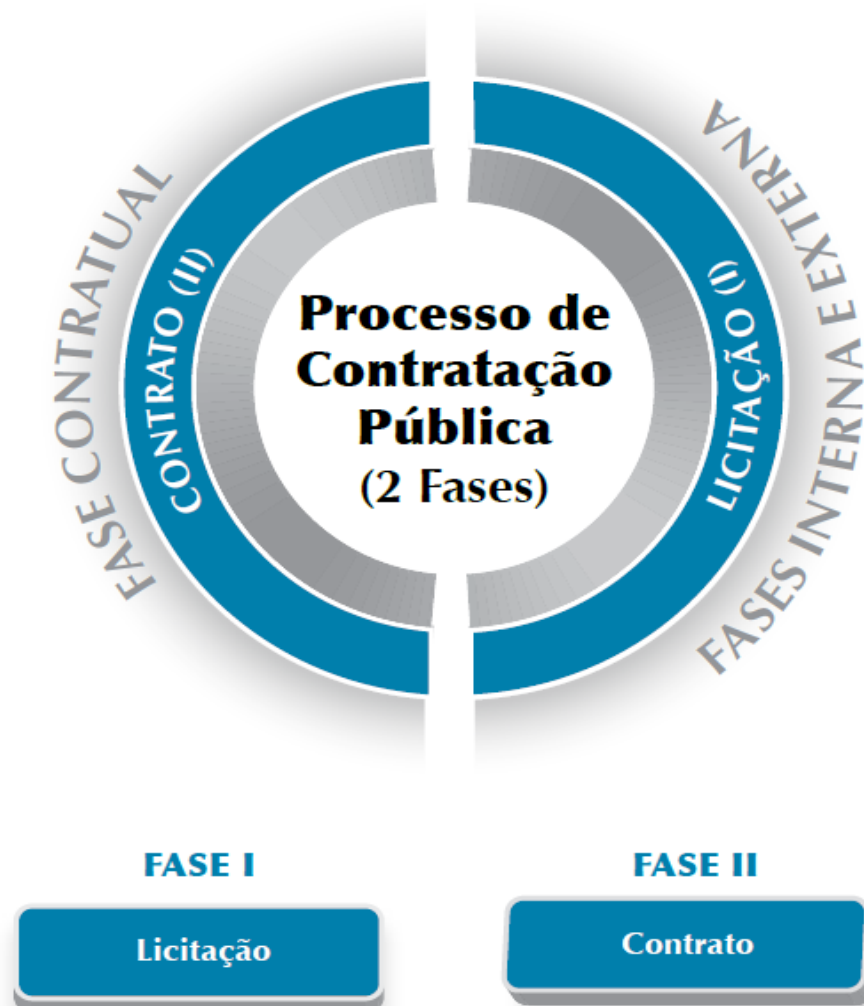 FASE CONTRATUAL
CONTRATO (II)
Processo de
Contratação
Pública
(2 Fases)
LICITAÇÃO (I)
FASES INTERNA E EXTERNA
FASE I
Licitação
FASE II
Contrato